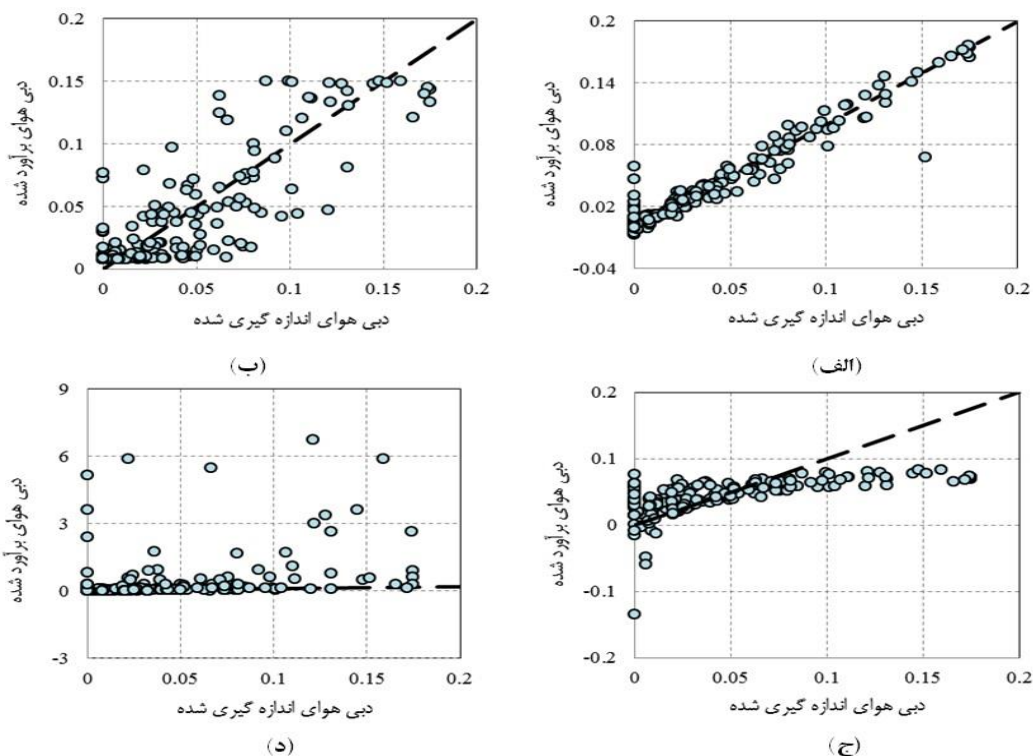 0.2
0.14
0.08
0.02
-0.04
0 0.05 0.1 0.15 0.2
دبی هوای برآورد شده
دبی هوای اندازه گیری شده
(الف)
0.2
0.15
0.1
0.05
0
0 0.05 0.1 0.15 0.2
دبی هوای برآورد شده
دبی هوای اندازه گیری شده
(ب)
0.2
0.1
0
-0.1
-0.2
0 0.05 0.1 0.15 0.2
دبی هوای برآورد شده
دبی هوای اندازه گیری شده
(ج)
9
6
3
0
-3
0 0.05 0.1 0.15 0.2
دبی هوای برآورد شده
دبی هوای اندازه گیری شده
(د)